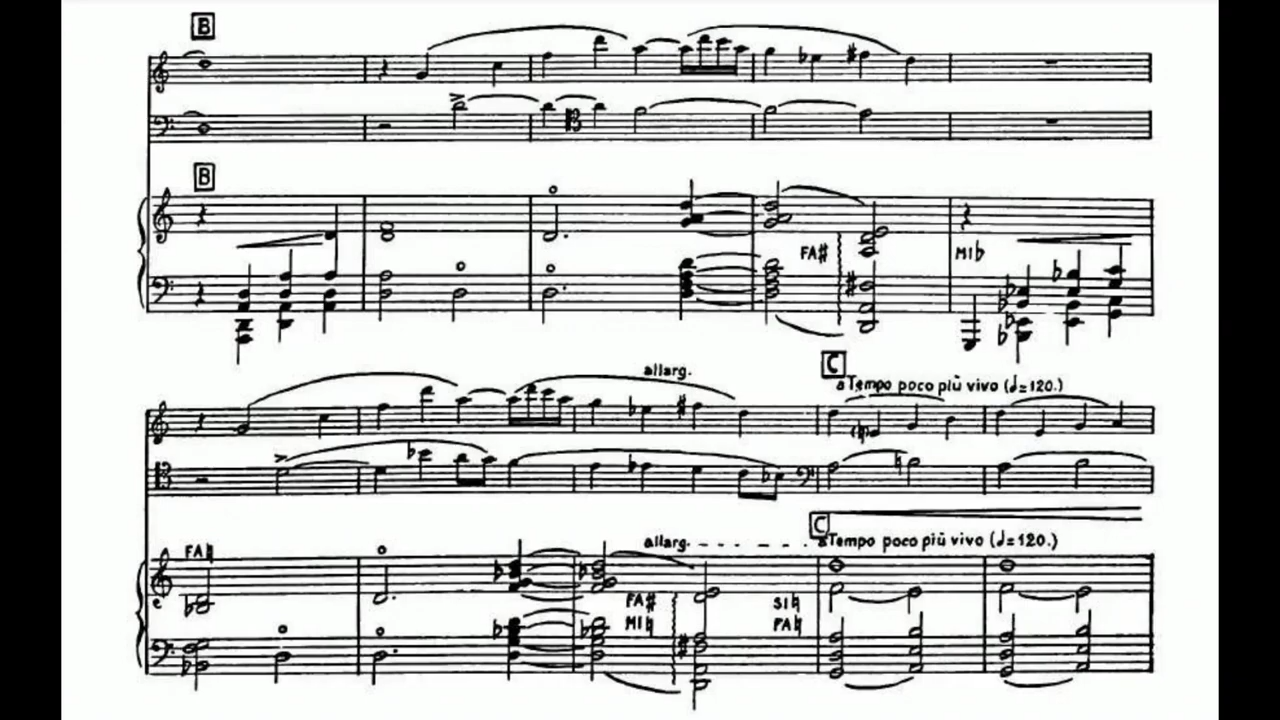 B
B
FA♯
MI♭
allarg.
C
a Tempo poco più vivo (𝅗𝅥=120.)
C
FA♮
allarg.
a Tempo poco più vivo (𝅗𝅥=120.)
FA♯
MI♮
SI♮
FA♮